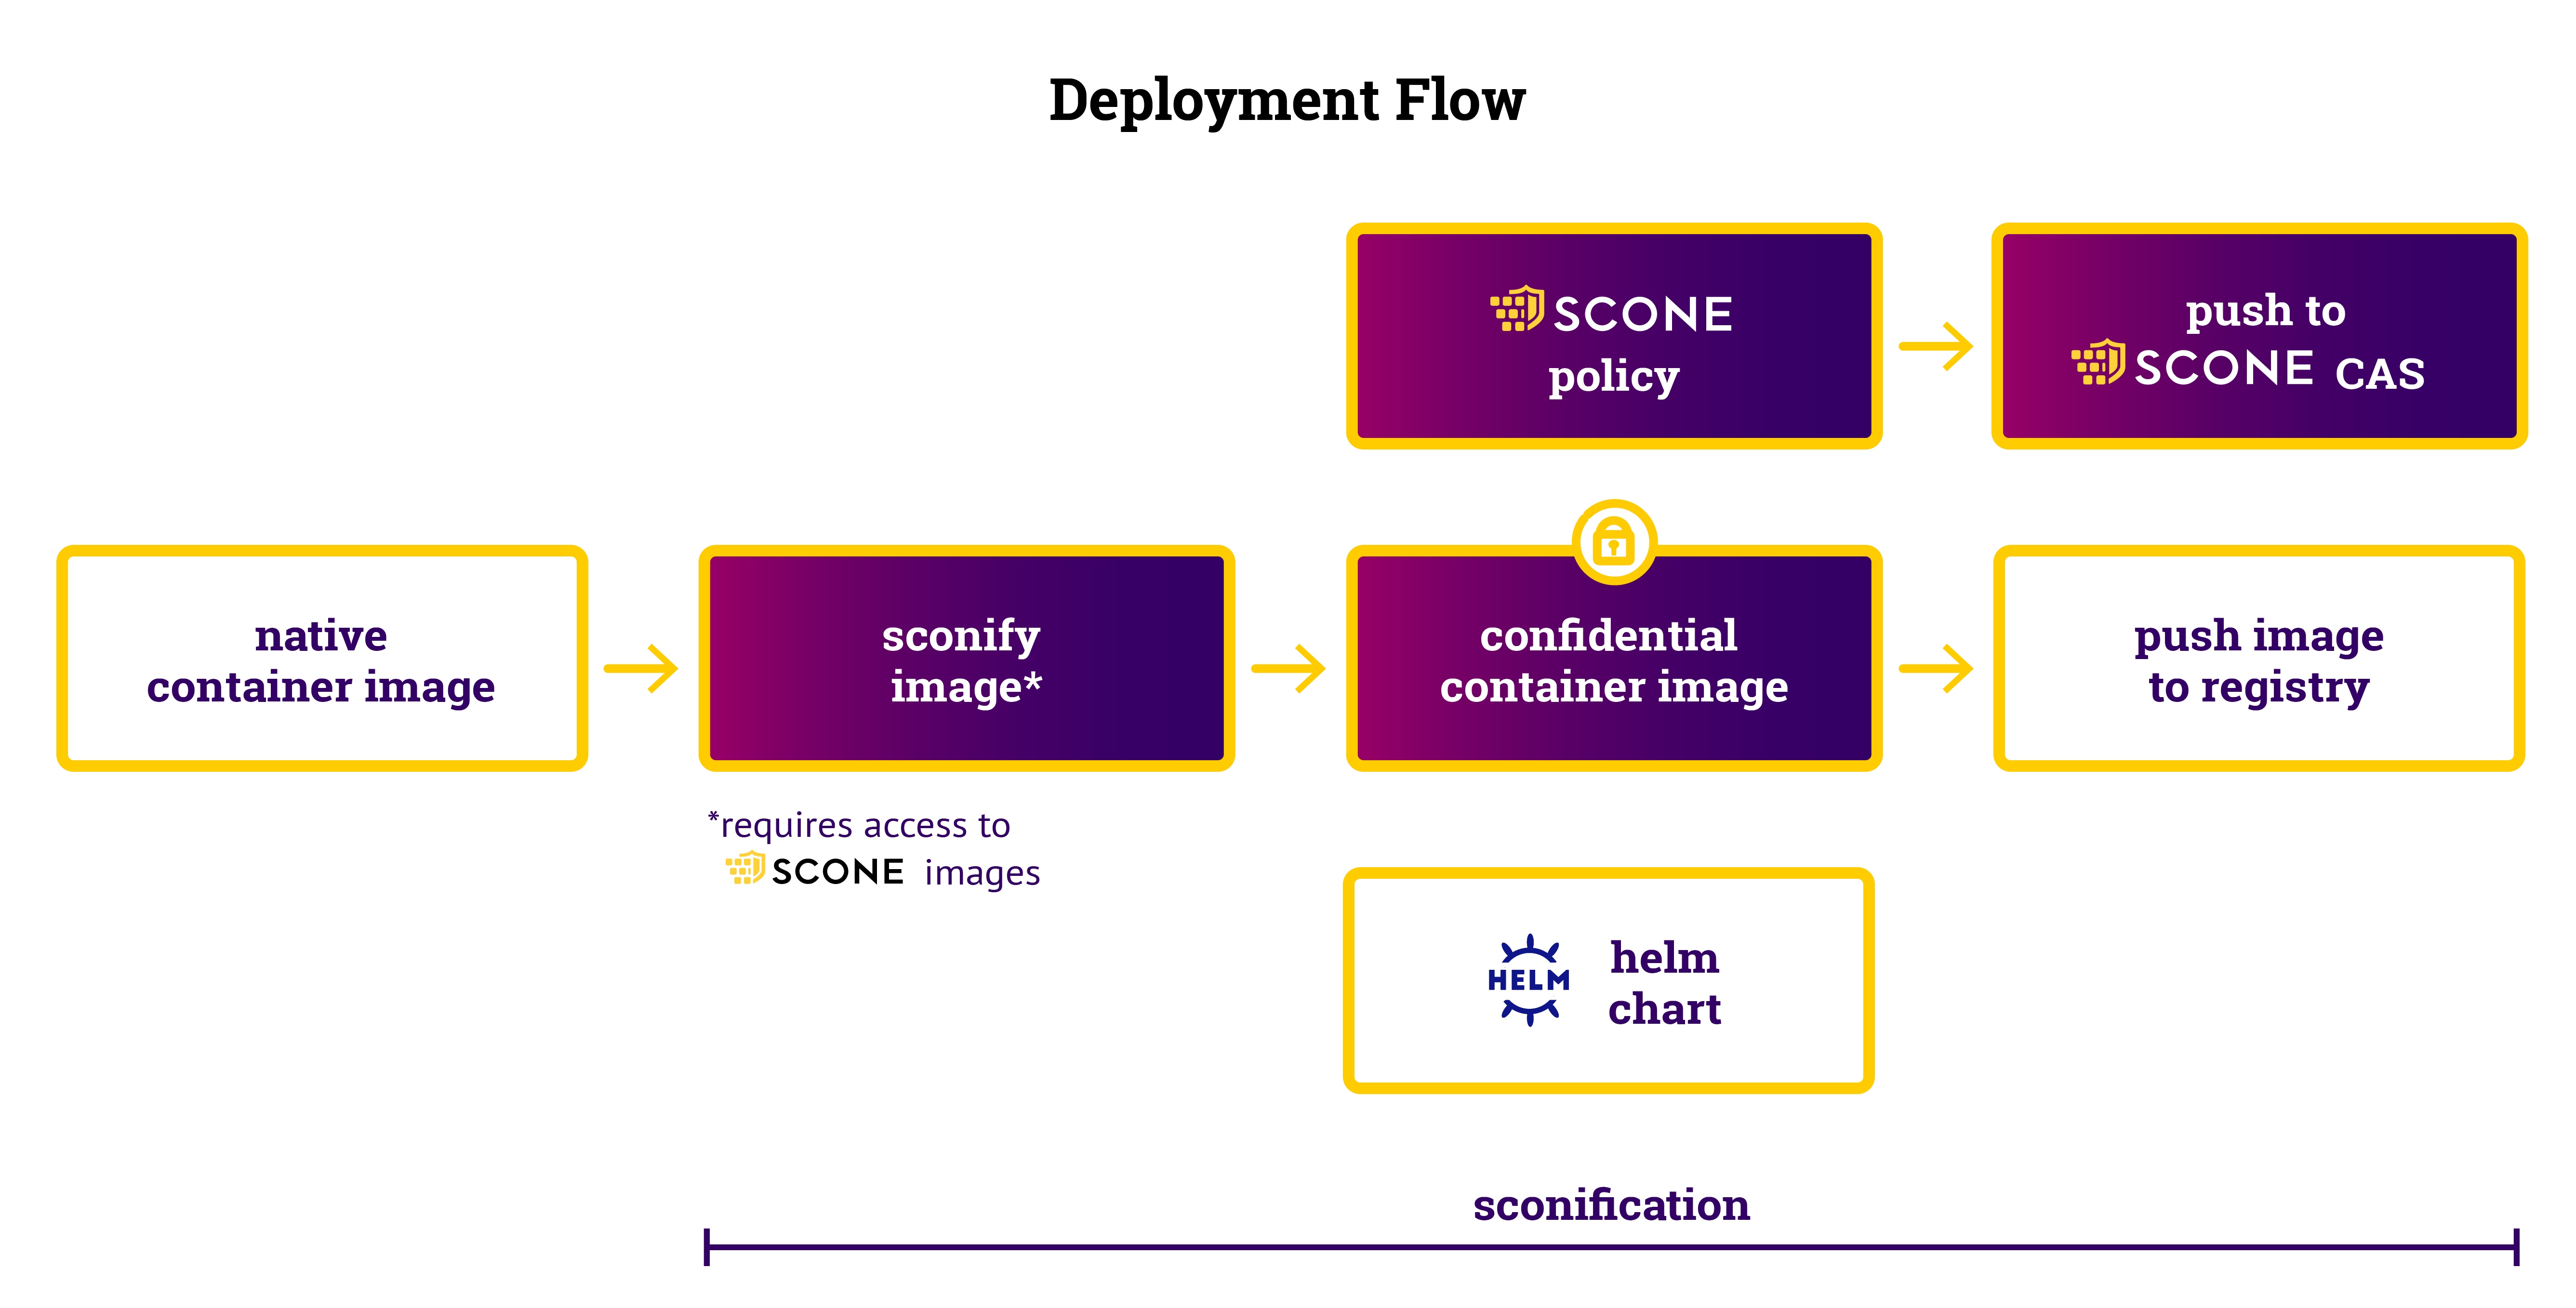 Deployment Flow
SCONE
policy
push to
SCONE CAS
native
container image
sconify
image*
confidential
container image
push image
to registry
*requires access to
SCONE images
HELM
helm
chart
sconification